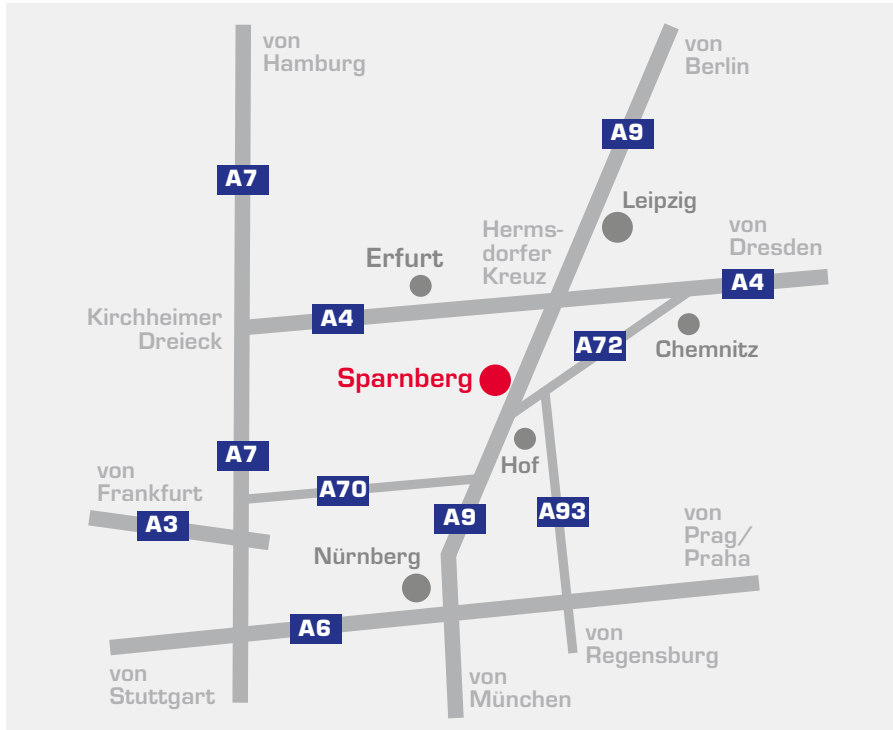 von
Hamburg
von
Berlin
A9
A7
Leipzig
Herms-
dorfer
Kreuz
von
Dresden
Erfurt
A4
Kirchheimer
Dreieck
A4
A72
Chemnitz
Sparnberg
A7
Hof
von
Frankfurt
A70
A3
A9
A93
von
Prag/
Praha
Nürnberg
A6
von
Regensburg
von
Stuttgart
von
München